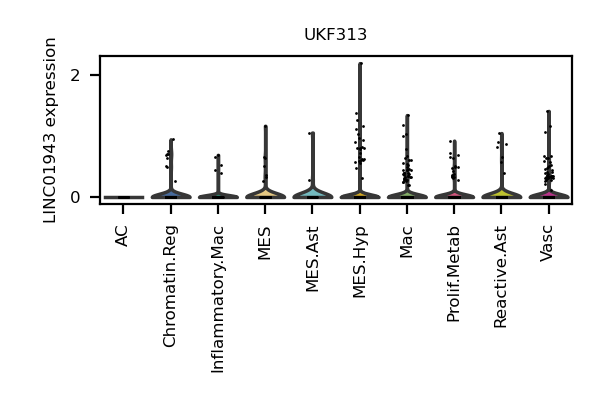 UKF313
LINC01943 expression
2
0
AC
Chromatin.Reg
Inflammatory.Mac
MES
MES.Ast
MES.Hyp
Mac
Prolif.Metab
Reactive.Ast
Vasc